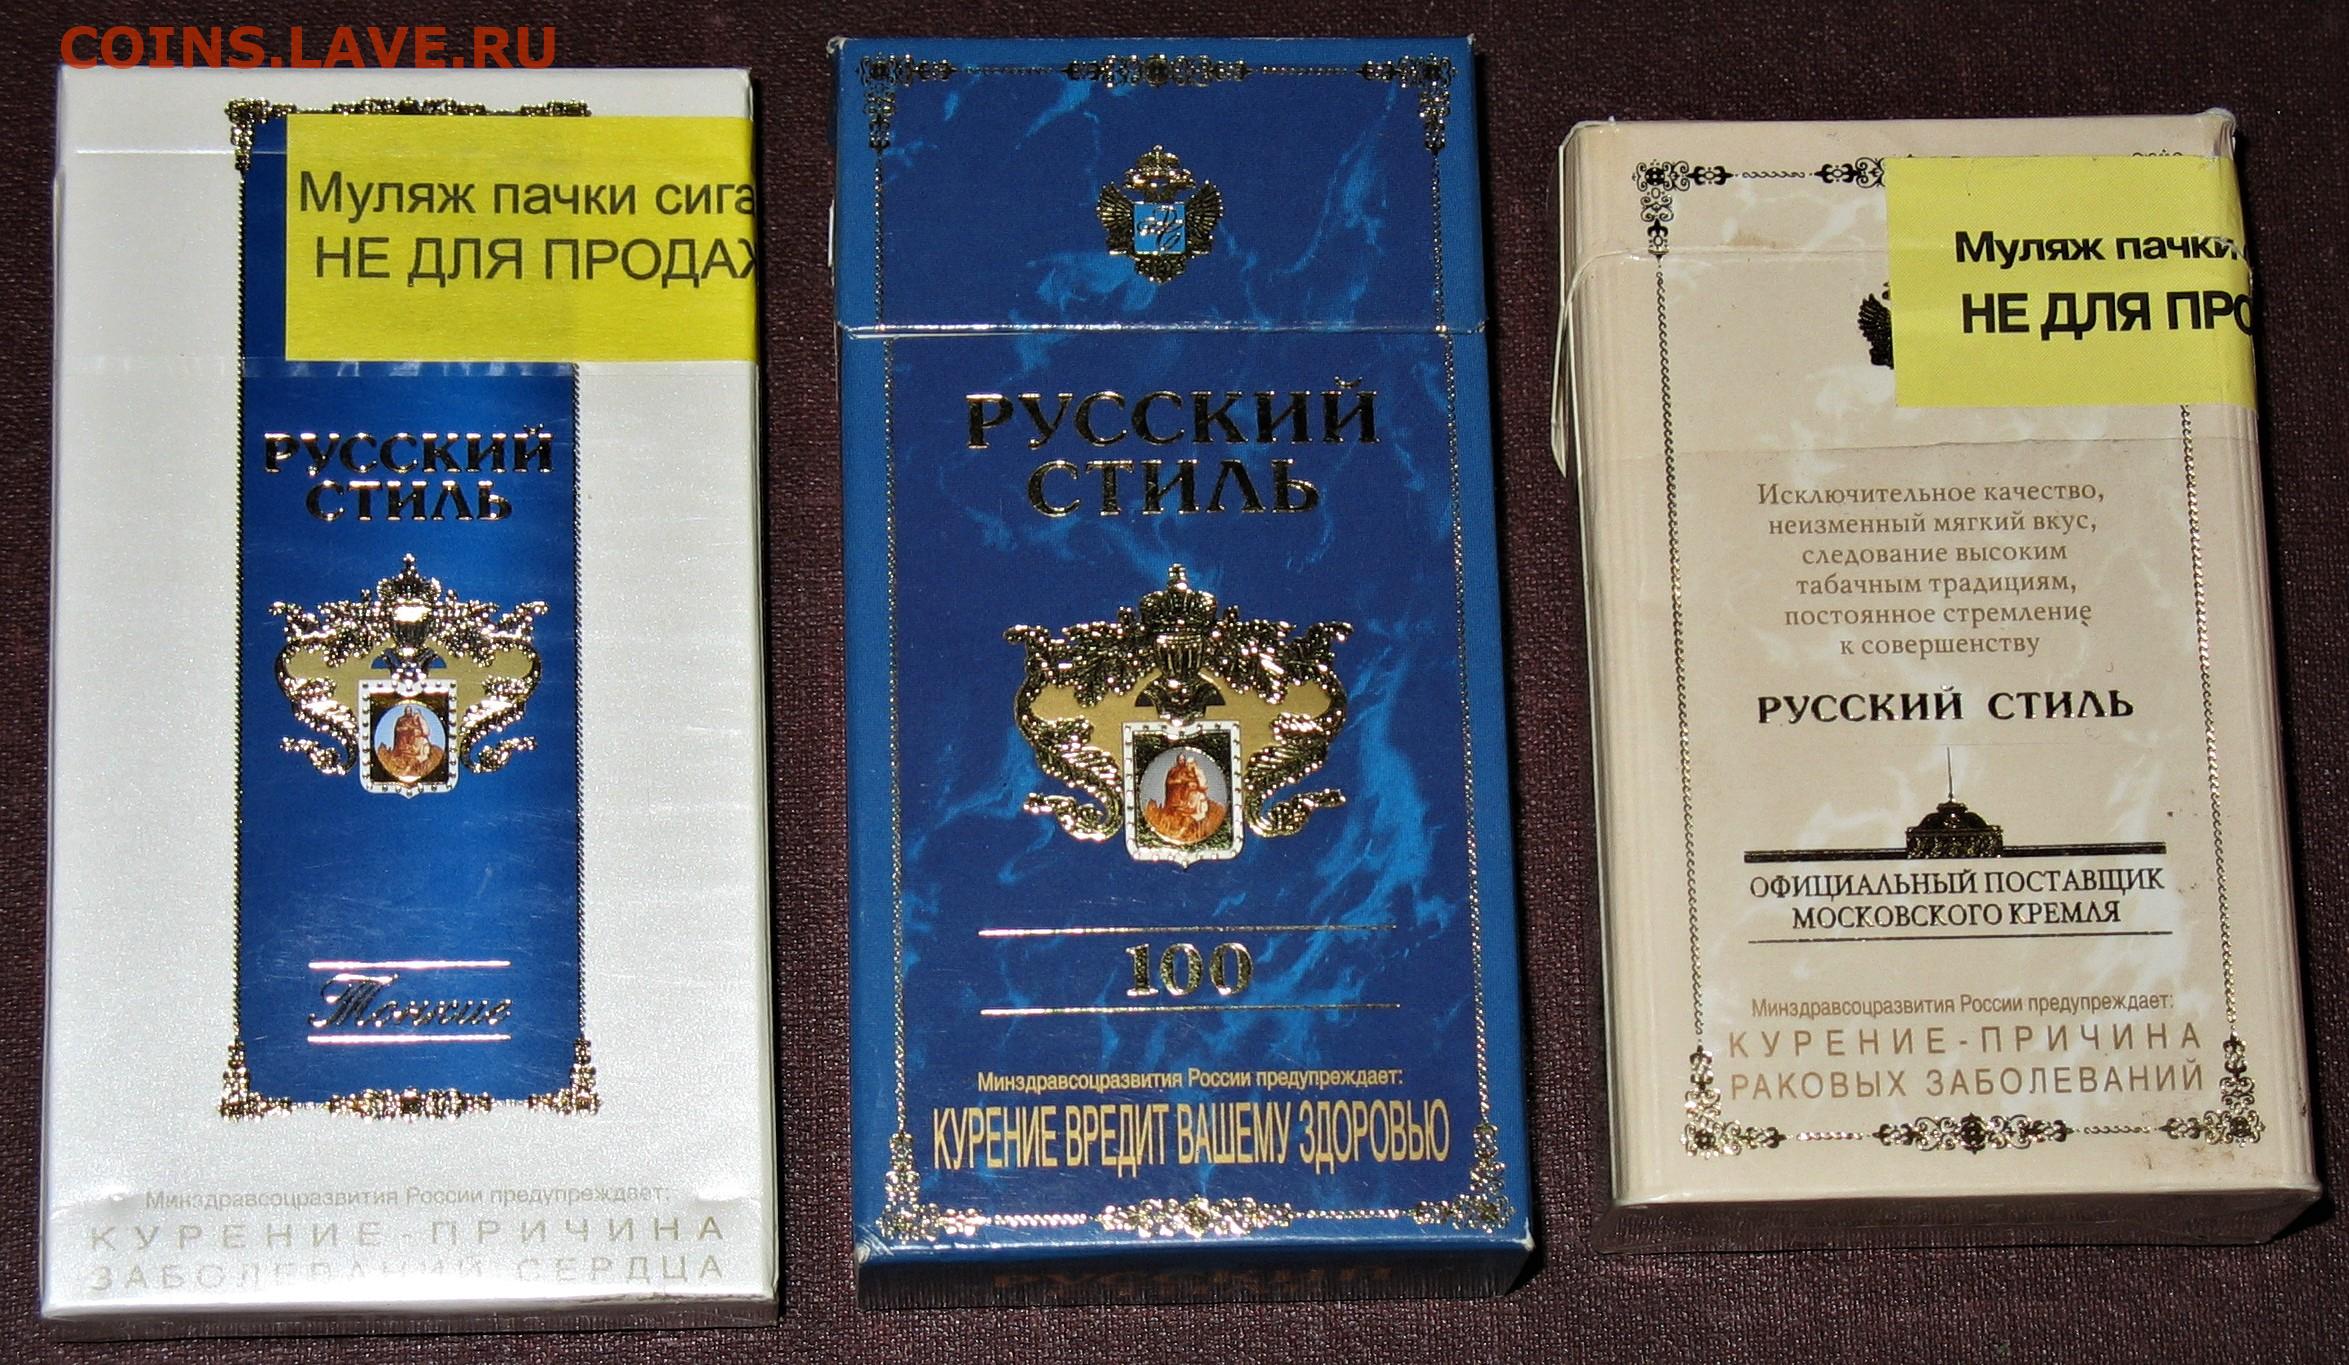 COINS.LAVE.RU
Муляж пачки сига
НЕ ДЛЯ ПРОДАЖ
РУССКИЙ
СТИЛЬ
Тонкие
Минздравсоцразвития России предупреждает:
КУРЕНИЕ - ПРИЧИНА
ЗАБОЛЕВАНИЙ СЕРДЦА
РУССКИЙ
СТИЛЬ
100
Минздравсоцразвития России предупреждает:
КУРЕНИЕ ВРЕДИТ ВАШЕМУ ЗДОРОВЬЮ
РУССКИЙ
Муляж пачки
НЕ ДЛЯ ПРО
Исключительное качество,
неизменный мягкий вкус,
следование высоким
табачным традициям,
постоянное стремление
к совершенству
РУССКИЙ СТИЛЬ
ОФИЦИАЛЬНЫЙ ПОСТАВЩИК
МОСКОВСКОГО КРЕМЛЯ
Минздравсоцразвития России предупреждает:
КУРЕНИЕ - ПРИЧИНА
РАКОВЫХ ЗАБОЛЕВАНИЙ